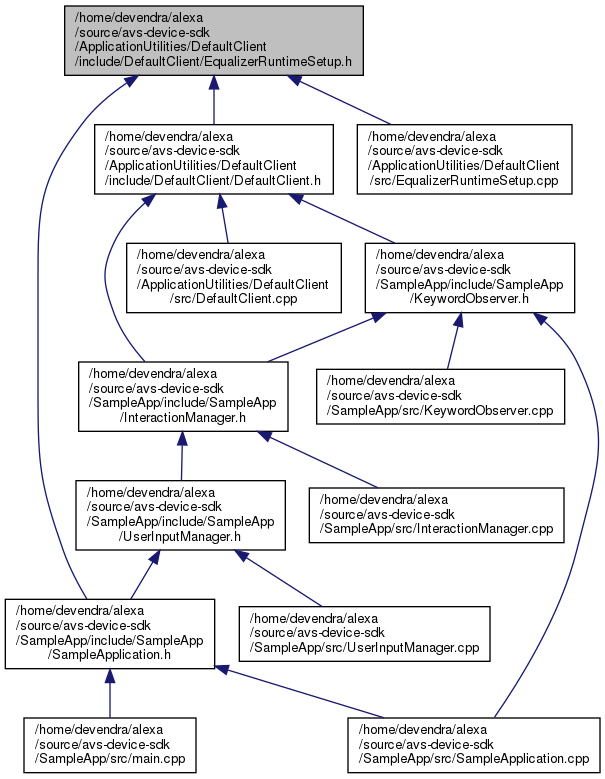 /home/devendra/alexa
/source/avs-device-sdk
/ApplicationUtilities/DefaultClient
/include/DefaultClient/EqualizerRuntimeSetup.h
/home/devendra/alexa
/source/avs-device-sdk
/ApplicationUtilities/DefaultClient
/include/DefaultClient/DefaultClient.h
/home/devendra/alexa
/source/avs-device-sdk
/ApplicationUtilities/DefaultClient
/src/EqualizerRuntimeSetup.cpp
/home/devendra/alexa
/source/avs-device-sdk
/ApplicationUtilities/DefaultClient
/src/DefaultClient.cpp
/home/devendra/alexa
/source/avs-device-sdk
/SampleApp/include/SampleApp
/KeywordObserver.h
/home/devendra/alexa
/source/avs-device-sdk
/SampleApp/include/SampleApp
/InteractionManager.h
/home/devendra/alexa
/source/avs-device-sdk
/SampleApp/src/KeywordObserver.cpp
/home/devendra/alexa
/source/avs-device-sdk
/SampleApp/include/SampleApp
/UserInputManager.h
/home/devendra/alexa
/source/avs-device-sdk
/SampleApp/src/InteractionManager.cpp
/home/devendra/alexa
/source/avs-device-sdk
/SampleApp/include/SampleApp
/SampleApplication.h
/home/devendra/alexa
/source/avs-device-sdk
/SampleApp/src/UserInputManager.cpp
/home/devendra/alexa
/source/avs-device-sdk
/SampleApp/src/main.cpp
/home/devendra/alexa
/source/avs-device-sdk
/SampleApp/src/SampleApplication.cpp